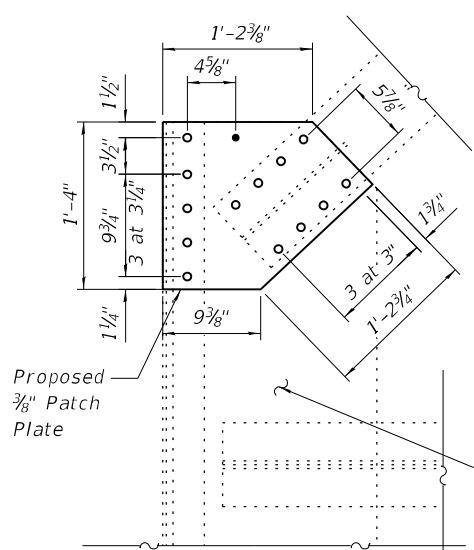 1'-2⅜"
4⅝"
1½"
3½"
9¾"
3 at 3¼"
1'-4"
1¼"
5⅞"
1¾"
3 at 3"
1'-2¾"
9⅜"
Proposed
⅜" Patch
Plate